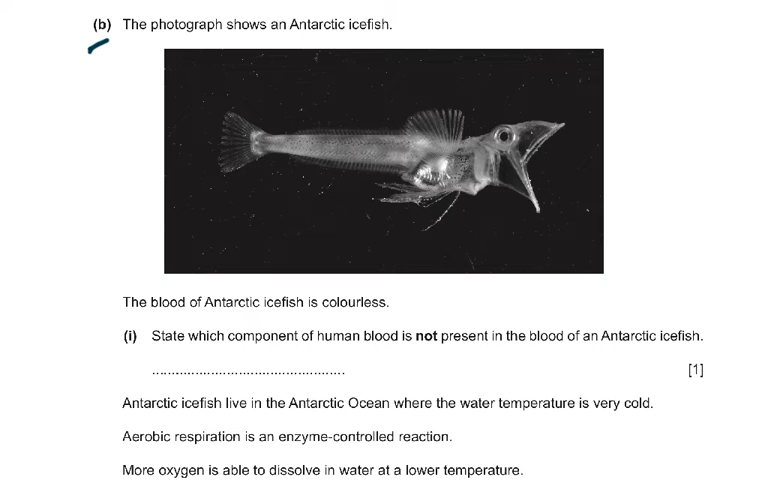 (b) The photograph shows an Antarctic icefish.
The blood of Antarctic icefish is colourless.
(i) State which component of human blood is not present in the blood of an Antarctic icefish.
................................................. [1]
Antarctic icefish live in the Antarctic Ocean where the water temperature is very cold.
Aerobic respiration is an enzyme-controlled reaction.
More oxygen is able to dissolve in water at a lower temperature.